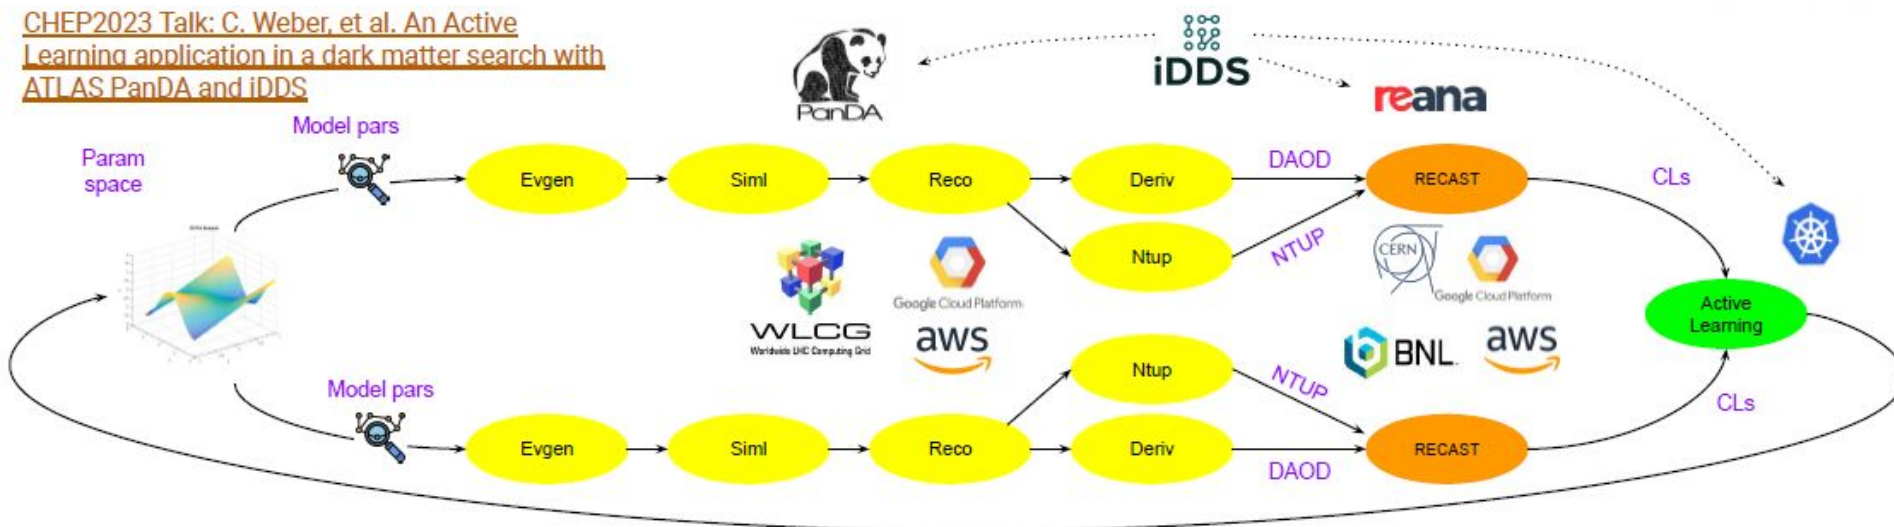 CHEP2023 Talk: C. Weber, et al. An Active
Learning application in a dark matter search with
ATLAS PanDA and iDDS
PanDA
iDDS
reana
Param
space
Model pars
Evgen
Siml
Reco
Deriv
DAOD
RECAST
CLs
Ntup
NTUP
WLCG
Worldwide LHC Computing Grid
Google Cloud Platform
aws
CERN
Google Cloud Platform
BNL
aws
Active
Learning
Model pars
Evgen
Siml
Reco
Ntup
NTUP
Deriv
DAOD
RECAST
CLs